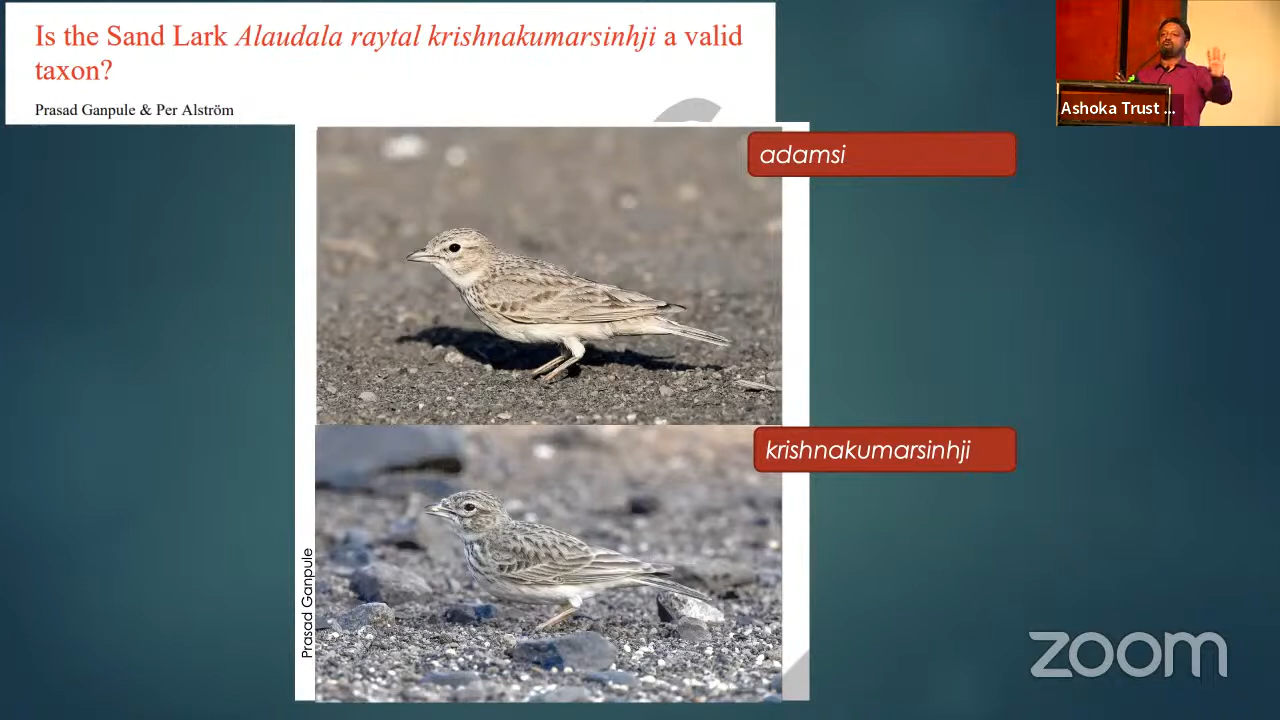 Is the Sand Lark Alaudala raytal krishnakumarsinhji a valid
taxon?
Prasad Ganpule & Per Alström
Ashoka Trust ...
adamsi
krishnakumarsinhji
Prasad Ganpule
zoom